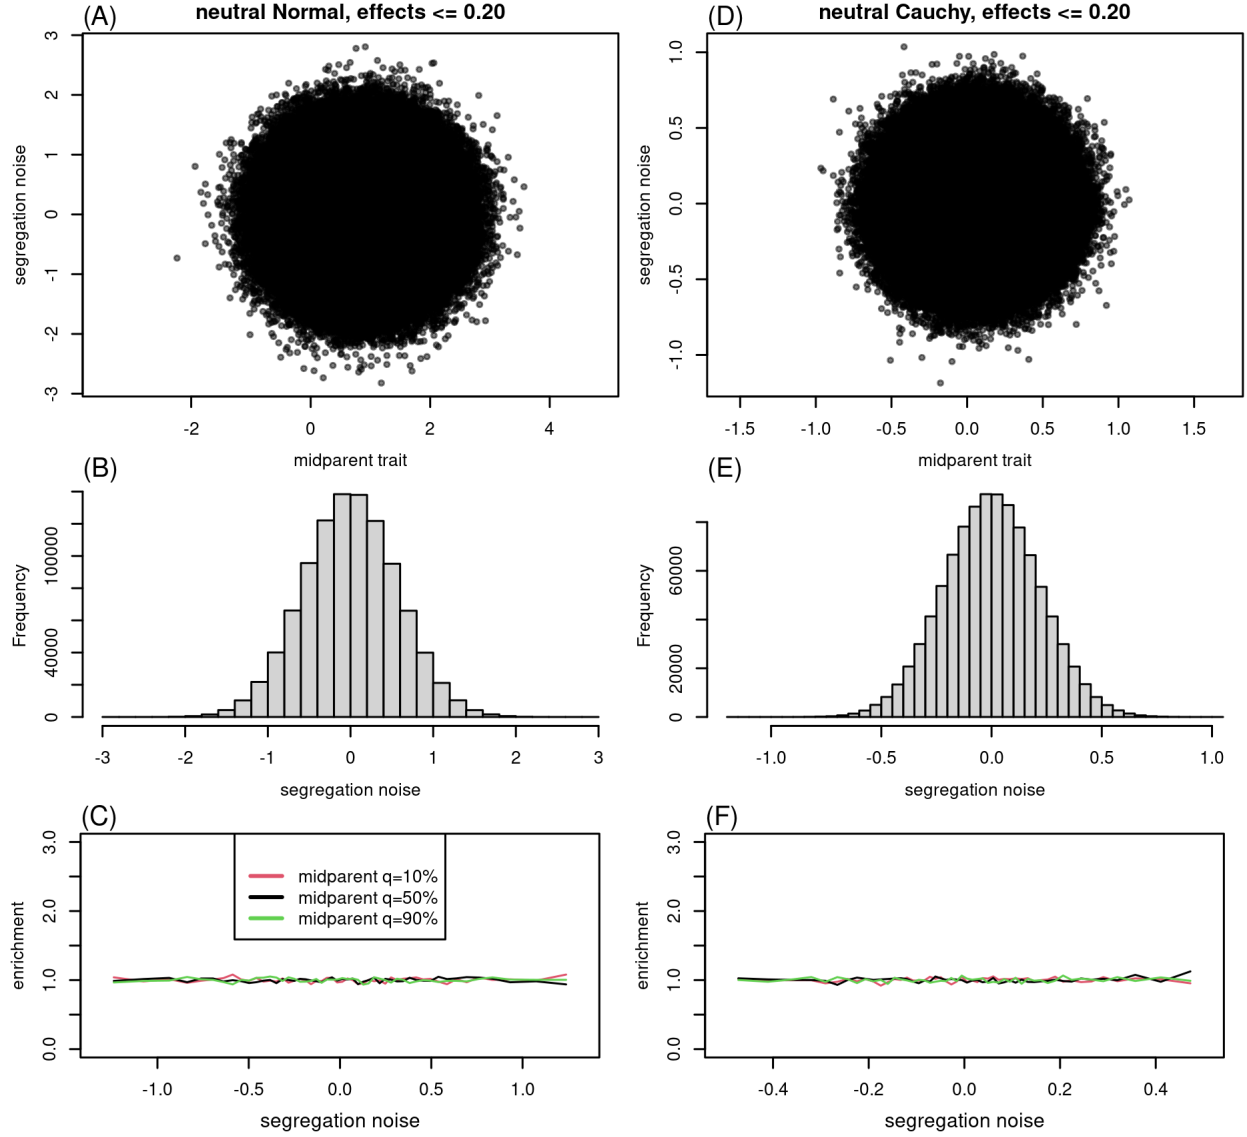 (A)
neutral Normal, effects <= 0.20
3
2
1
0
-1
-2
-3
segregation noise
-2 0 2 4
midparent trait
(D)
neutral Cauchy, effects <= 0.20
1.0
0.5
0.0
-0.5
-1.0
segregation noise
-1.5 -1.0 -0.5 0.0 0.5 1.0 1.5
midparent trait
(B)
100000
40000
0
Frequency
-3 -2 -1 0 1 2 3
segregation noise
(E)
60000
20000
0
Frequency
-1.0 -0.5 0.0 0.5 1.0
segregation noise
(C)
3.0
2.0
1.0
0.0
enrichment
midparent q=10%
midparent q=50%
midparent q=90%
-1.0 -0.5 0.0 0.5 1.0
segregation noise
(F)
3.0
2.0
1.0
0.0
enrichment
-0.4 -0.2 0.0 0.2 0.4
segregation noise